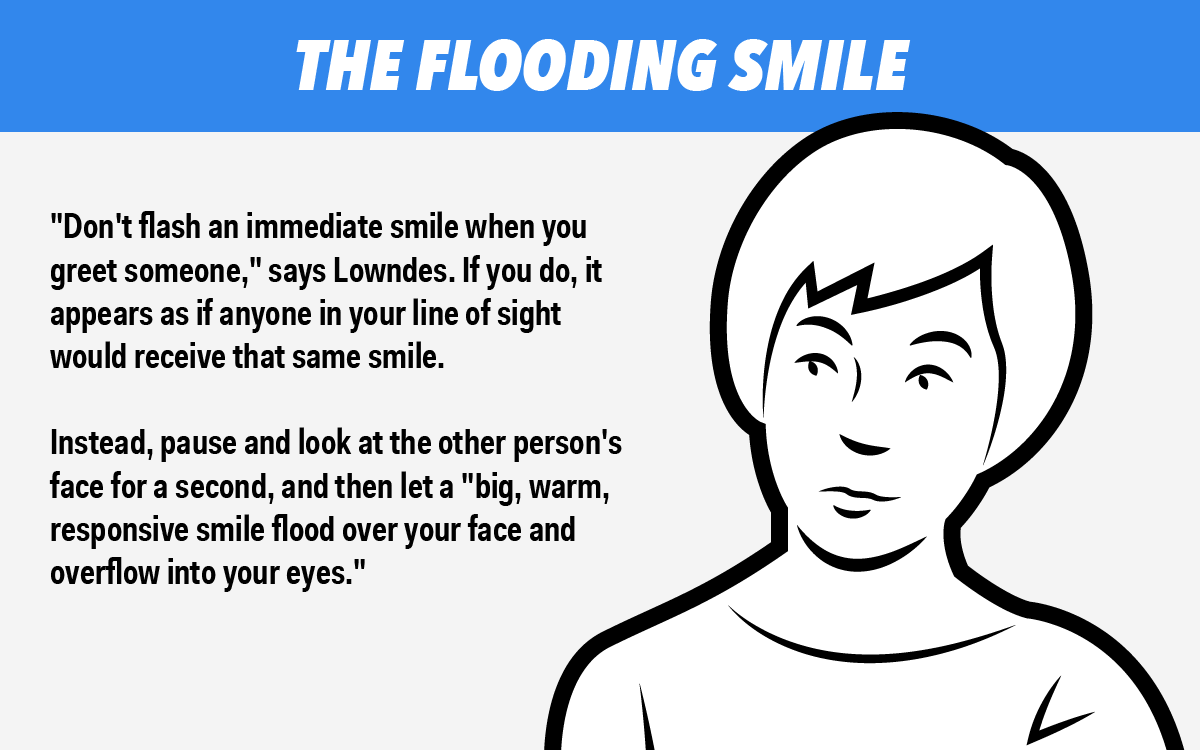 THE FLOODING SMILE
"Don't flash an immediate smile when you
greet someone," says Lowndes. If you do, it
appears as if anyone in your line of sight
would receive that same smile.
Instead, pause and look at the other person's
face for a second, and then let a "big, warm,
responsive smile flood over your face and
overflow into your eyes."